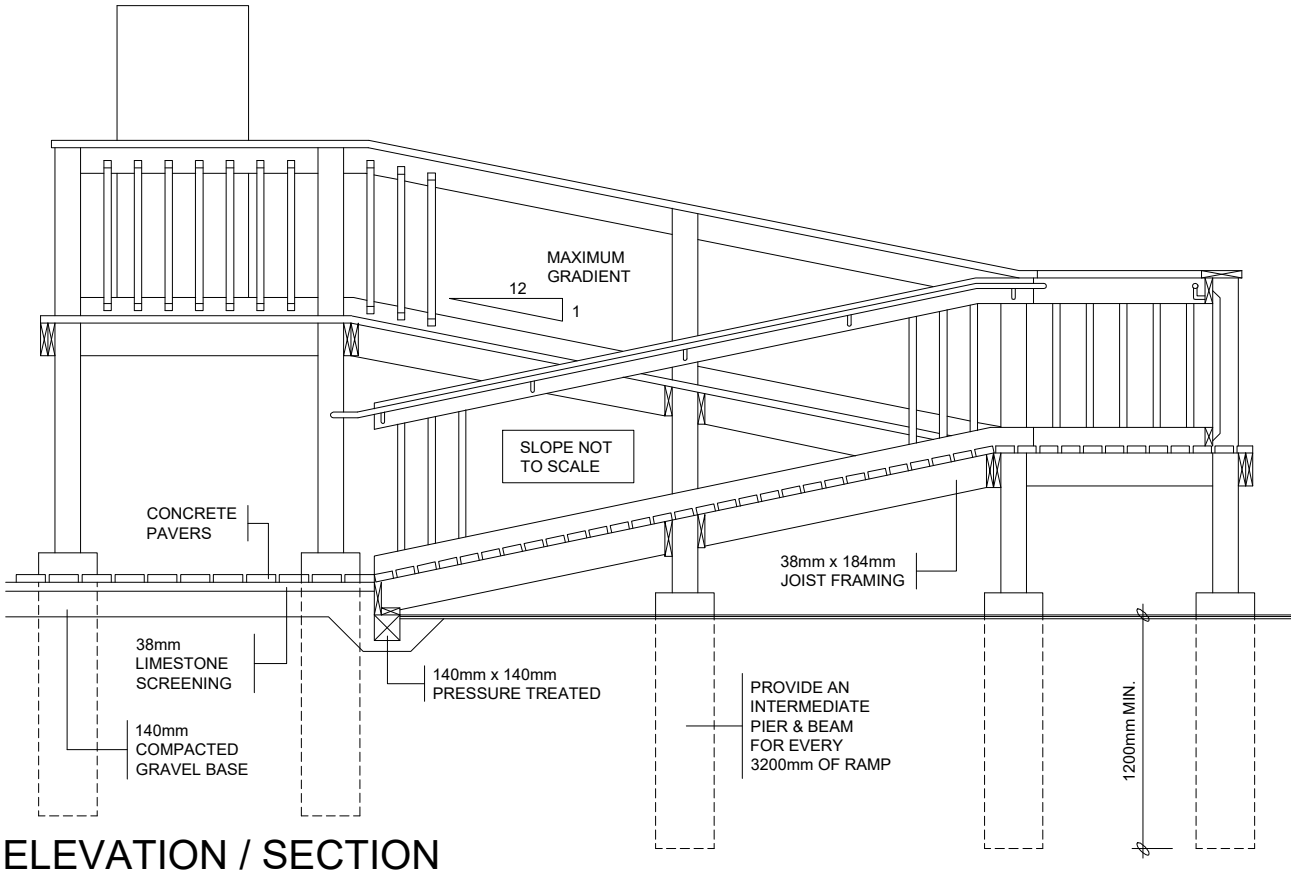 MAXIMUM
GRADIENT
12
1
SLOPE NOT
TO SCALE
CONCRETE
PAVERS
38mm x 184mm
JOIST FRAMING
38mm
LIMESTONE
SCREENING
140mm x 140mm
PRESSURE TREATED
PROVIDE AN
INTERMEDIATE
PIER & BEAM
FOR EVERY
3200mm OF RAMP
1200mm MIN.
140mm
COMPACTED
GRAVEL BASE
ELEVATION / SECTION